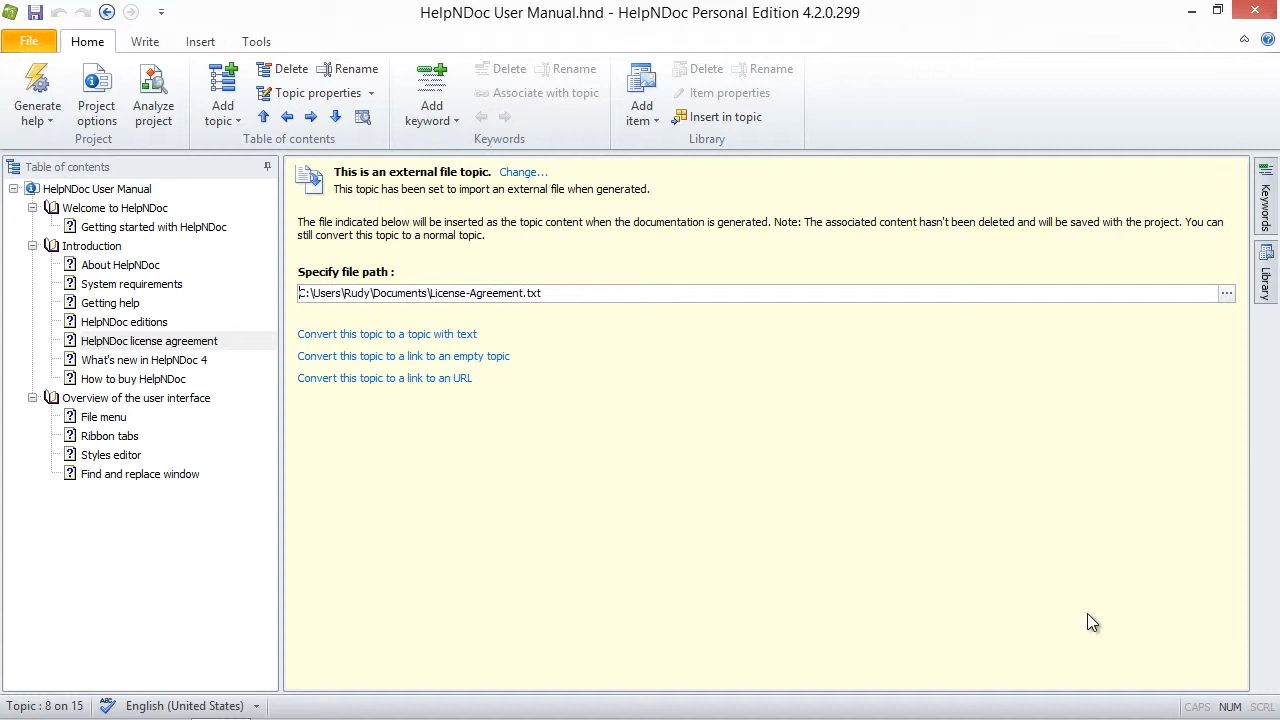 HelpNDoc User Manual.hnd - HelpNDoc Personal Edition 4.2.0.299
File Home Write Insert Tools
Generate help
Project options
Analyze project
Project
Add topic
Delete Rename
Topic properties
Table of contents
Add keyword
Delete Rename
Associate with topic
Keywords
Add item
Delete Rename
Item properties
Insert in topic
Library
Table of contents
HelpNDoc User Manual
Welcome to HelpNDoc
Getting started with HelpNDoc
Introduction
About HelpNDoc
System requirements
Getting help
HelpNDoc editions
HelpNDoc license agreement
What's new in HelpNDoc 4
How to buy HelpNDoc
Overview of the user interface
File menu
Ribbon tabs
Styles editor
Find and replace window
This is an external file topic. Change...
This topic has been set to import an external file when generated.
The file indicated below will be inserted as the topic content when the documentation is generated. Note: The associated content hasn't been deleted and will be saved with the project. You can
still convert this topic to a normal topic.
Specify file path :
C:\Users\Rudy\Documents\License-Agreement.txt
Convert this topic to a topic with text
Convert this topic to a link to an empty topic
Convert this topic to a link to an URL
Keywords
Library
Topic : 8 on 15 English (United States) CAPS NUM SCRL